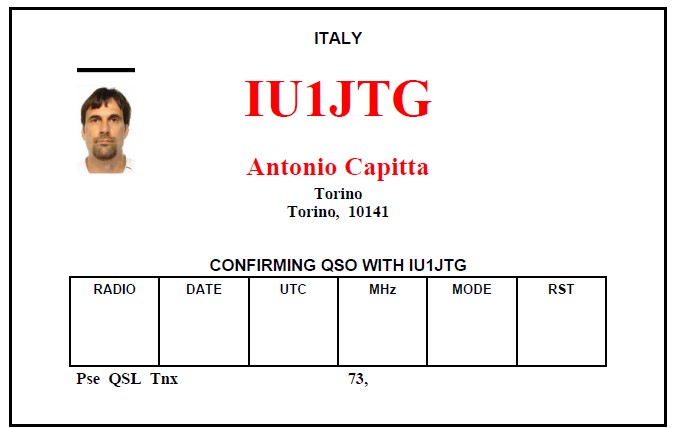 ITALY
IU1JTG
Antonio Capitta
Torino
Torino, 10141
CONFIRMING QSO WITH IU1JTG
RADIO DATE UTC MHz MODE RST
Pse QSL Tnx 73,